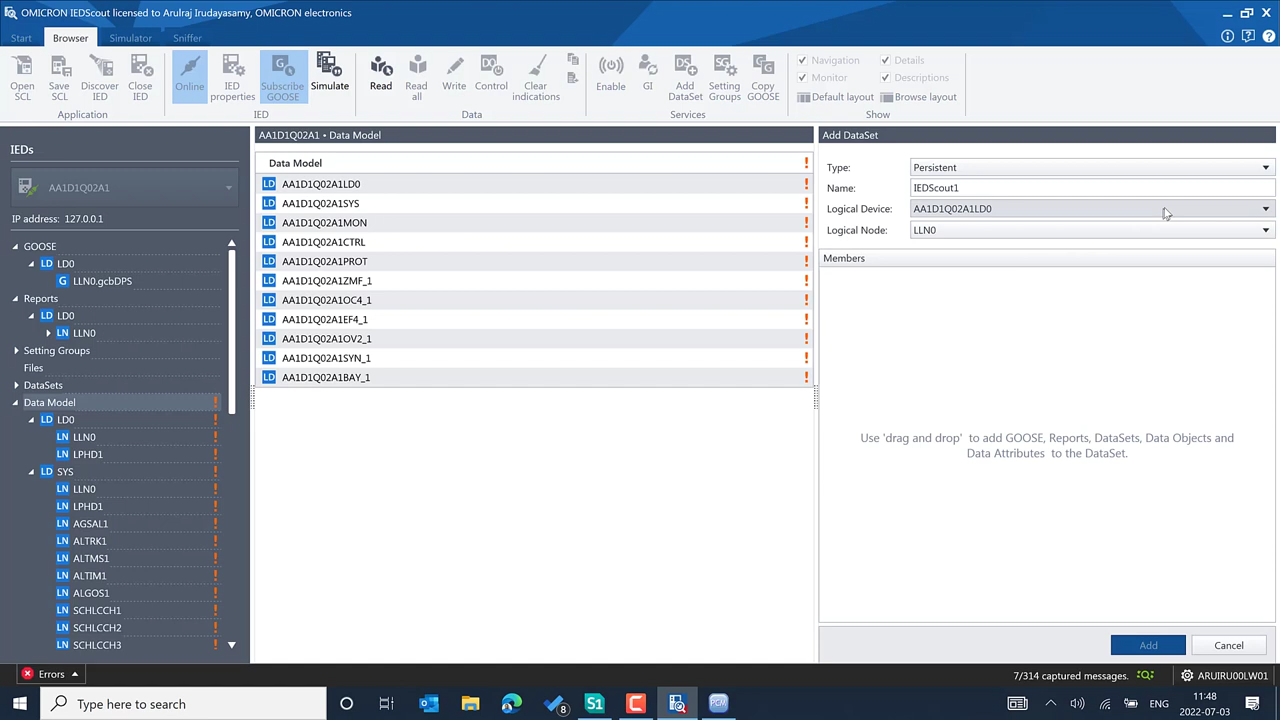 OMICRON IEDScout licensed to Arulraj Irudayasamy, OMICRON electronics
Start Browser Simulator Sniffer
Open SCL
Save SCL
Discover IED
Close IED
Application
Online
IED properties
Subscribe GOOSE
Simulate
IED
Read
Read all
Write
Control
Clear indications
Data
Enable
GI
Add DataSet
Setting Groups
Copy GOOSE
Services
Navigation
Details
Monitor
Descriptions
Default layout
Browse layout
Show
IEDs
AA1D1Q02A1
IP address: 127.0.0.1
GOOSE
LD LD0
G LLN0.gcbDPS
Reports
LD LD0
LN LLN0
Setting Groups
Files
DataSets
Data Model !
LD LD0 !
LN LLN0 !
LN LPHD1 !
LD SYS !
LN LLN0 !
LN LPHD1 !
LN AGSAL1 !
LN ALTRK1 !
LN ALTMS1 !
LN ALTIM1 !
LN ALGOS1 !
LN SCHLCCH1 !
LN SCHLCCH2 !
LN SCHLCCH3 !
AA1D1Q02A1 • Data Model
Data Model !
LD AA1D1Q02A1LD0 !
LD AA1D1Q02A1SYS !
LD AA1D1Q02A1MON !
LD AA1D1Q02A1CTRL !
LD AA1D1Q02A1PROT !
LD AA1D1Q02A1ZMF_1 !
LD AA1D1Q02A1OC4_1 !
LD AA1D1Q02A1EF4_1 !
LD AA1D1Q02A1OV2_1 !
LD AA1D1Q02A1SYN_1 !
LD AA1D1Q02A1BAY_1 !
Add DataSet
Type: Persistent
Name: IEDScout1
Logical Device: AA1D1Q02A1LD0
Logical Node: LLN0
Members
Use 'drag and drop' to add GOOSE, Reports, DataSets, Data Objects and
Data Attributes to the DataSet.
Add Cancel
Errors
7/314 captured messages.
ARUIRU00LW01
Type here to search
8
S1
C
PCM
ENG
11:48
2022-07-03